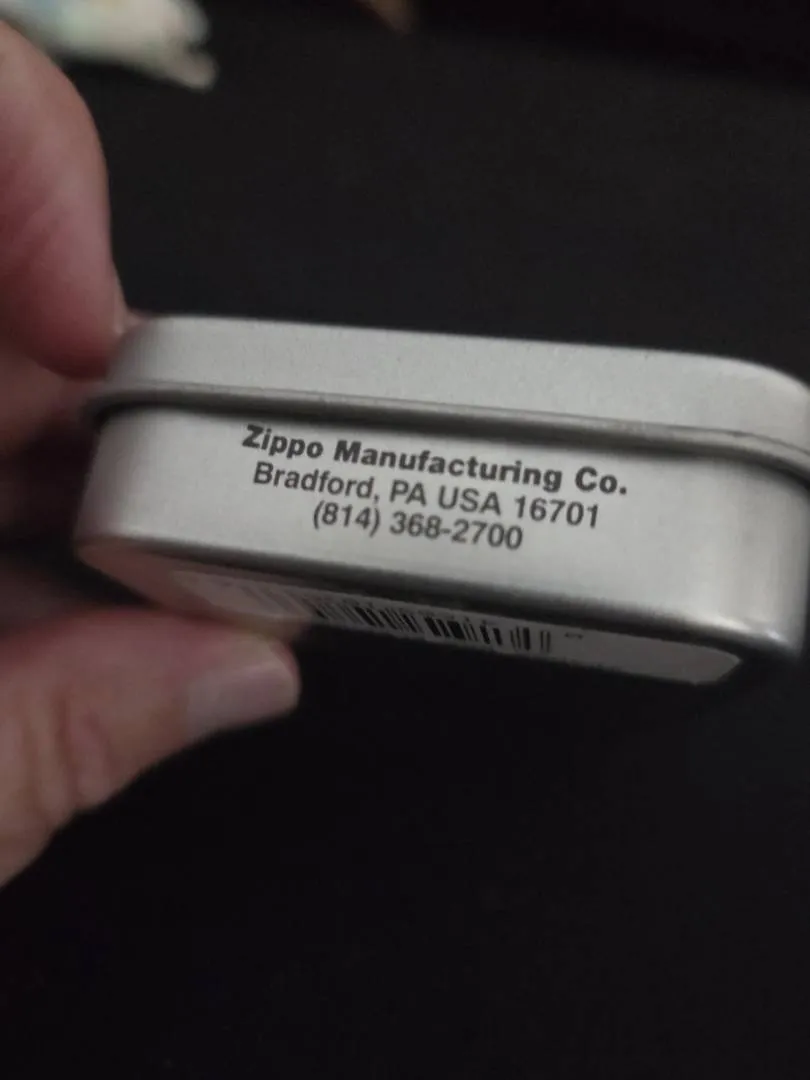 Zippo Manufacturing Co.
Bradford, PA USA 16701
(814) 368-2700